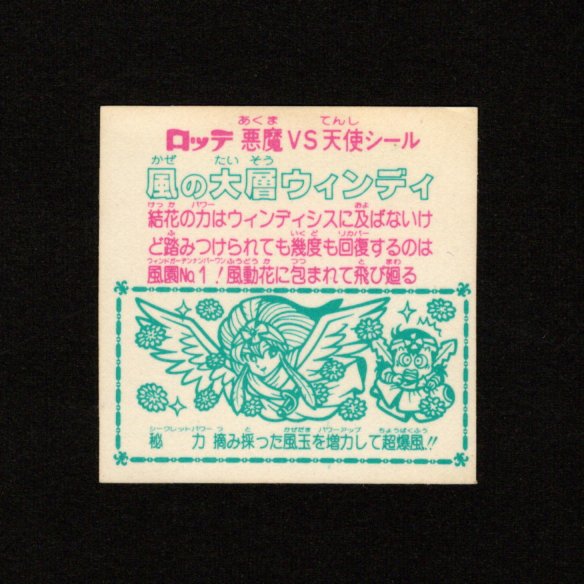 あくま てんし
ロッテ 悪魔VS天使シール
かぜ たい そう
風の大層ウィンディ
けっ か パワー およ
結花の力はウィンディシスに及ばないけ
ふ いく ど リカバー
ど踏みつけられても幾度も回復するのは
ウィンドガーデンナンバーワン ふうどう か つつ と まわ
風園No.1！風動花に包まれて飛び廻る
シークレットパワー つ と かぜだま パワーアップ ちょうばくふう
秘 力 摘み採った風玉を増力して超爆風!!